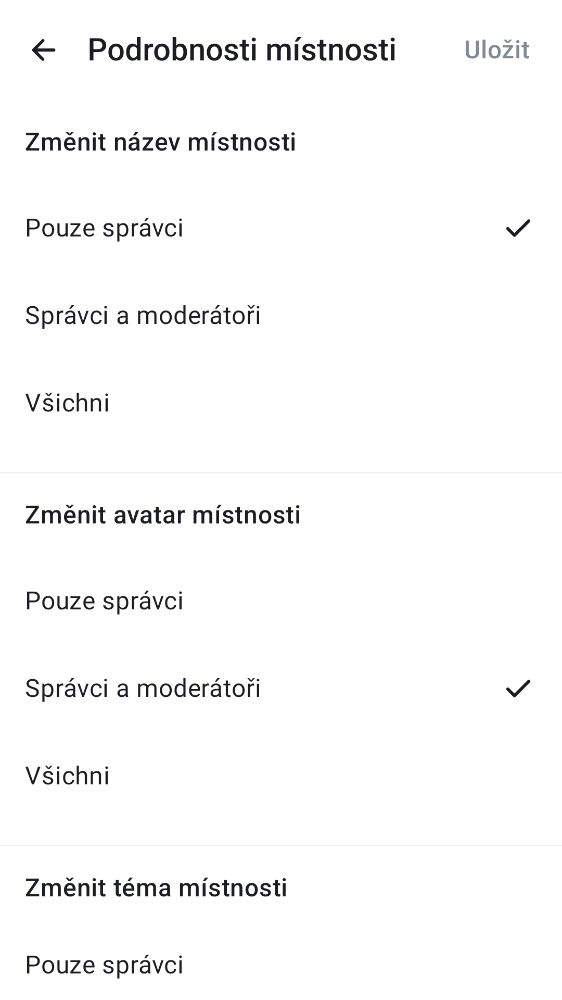 Podrobnosti místnosti Uložit
Změnit název místnosti
Pouze správci
Správci a moderátoři
Všichni
Změnit avatar místnosti
Pouze správci
Správci a moderátoři
Všichni
Změnit téma místnosti
Pouze správci